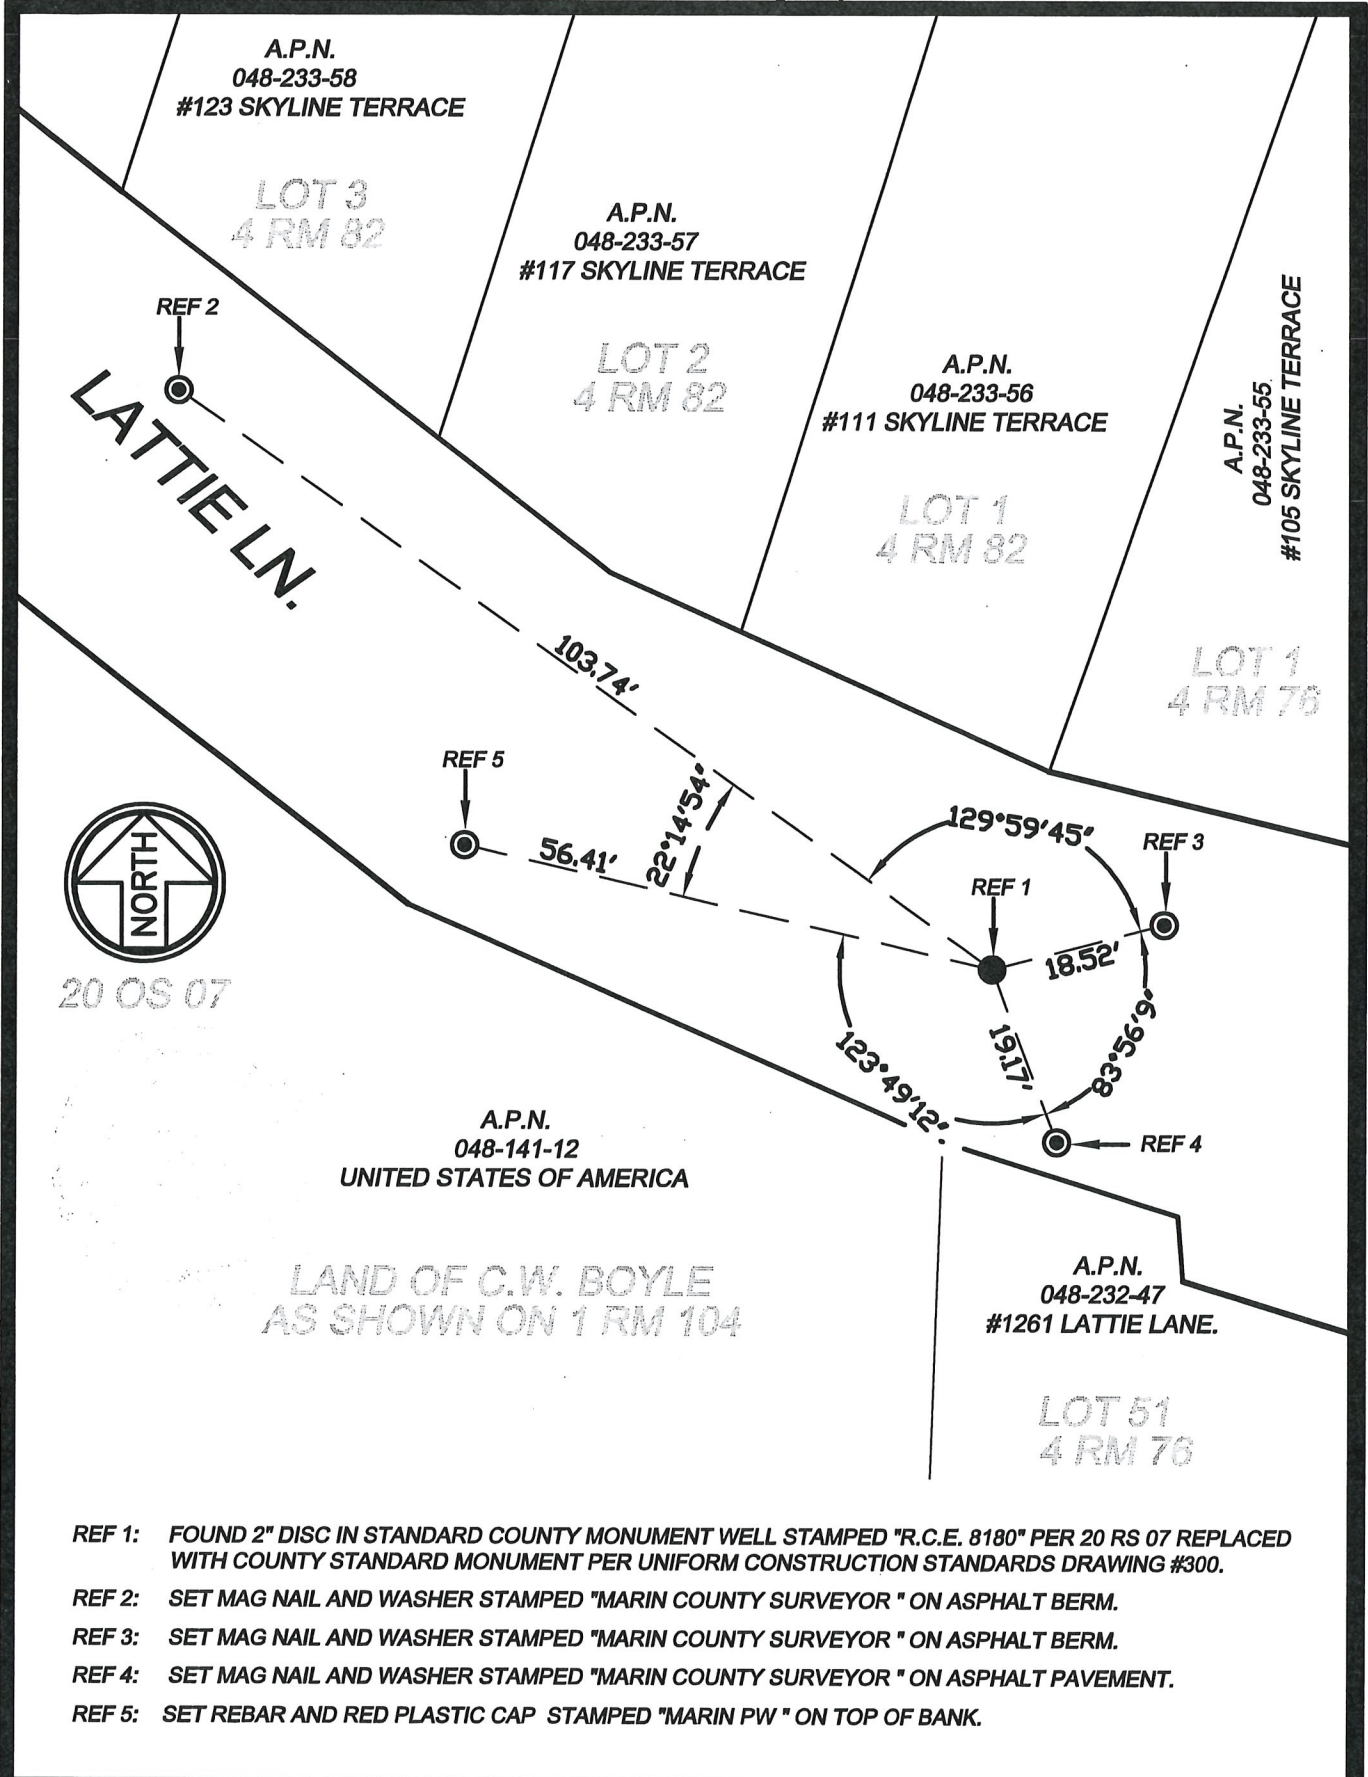 A.P.N.
048-233-58
#123 SKYLINE TERRACE
LOT 3
4 RM 82
A.P.N.
048-233-57
#117 SKYLINE TERRACE
LOT 2
4 RM 82
A.P.N.
048-233-56
#111 SKYLINE TERRACE
LOT 1
4 RM 82
A.P.N.
048-233-55
#105 SKYLINE TERRACE
LOT 1
4 RM 76
REF 2
LATTIE LN.
103.74'
REF 5
56.41'
22°14'54"
129°59'45"
REF 3
REF 1
18.52'
19.17'
83°56'9"
123°49'12"
REF 4
NORTH
20 OS 07
A.P.N.
048-141-12
UNITED STATES OF AMERICA
LAND OF C.W. BOYLE
AS SHOWN ON 1 RM 104
A.P.N.
048-232-47
#1261 LATTIE LANE.
LOT 51
4 RM 76
REF 1: FOUND 2" DISC IN STANDARD COUNTY MONUMENT WELL STAMPED "R.C.E. 8180" PER 20 RS 07 REPLACED
WITH COUNTY STANDARD MONUMENT PER UNIFORM CONSTRUCTION STANDARDS DRAWING #300.
REF 2: SET MAG NAIL AND WASHER STAMPED "MARIN COUNTY SURVEYOR " ON ASPHALT BERM.
REF 3: SET MAG NAIL AND WASHER STAMPED "MARIN COUNTY SURVEYOR " ON ASPHALT BERM.
REF 4: SET MAG NAIL AND WASHER STAMPED "MARIN COUNTY SURVEYOR " ON ASPHALT PAVEMENT.
REF 5: SET REBAR AND RED PLASTIC CAP STAMPED "MARIN PW " ON TOP OF BANK.